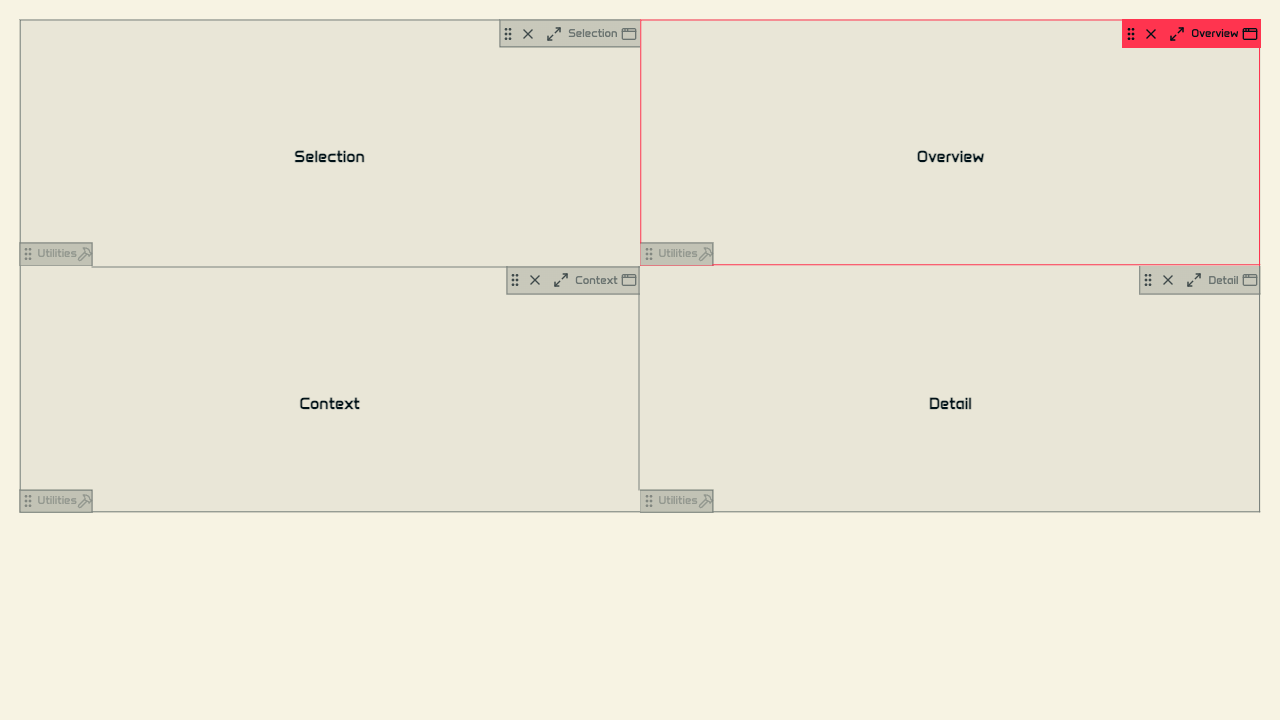 Selection
Overview
Selection
Overview
Utilities
Utilities
Context
Detail
Context
Detail
Utilities
Utilities